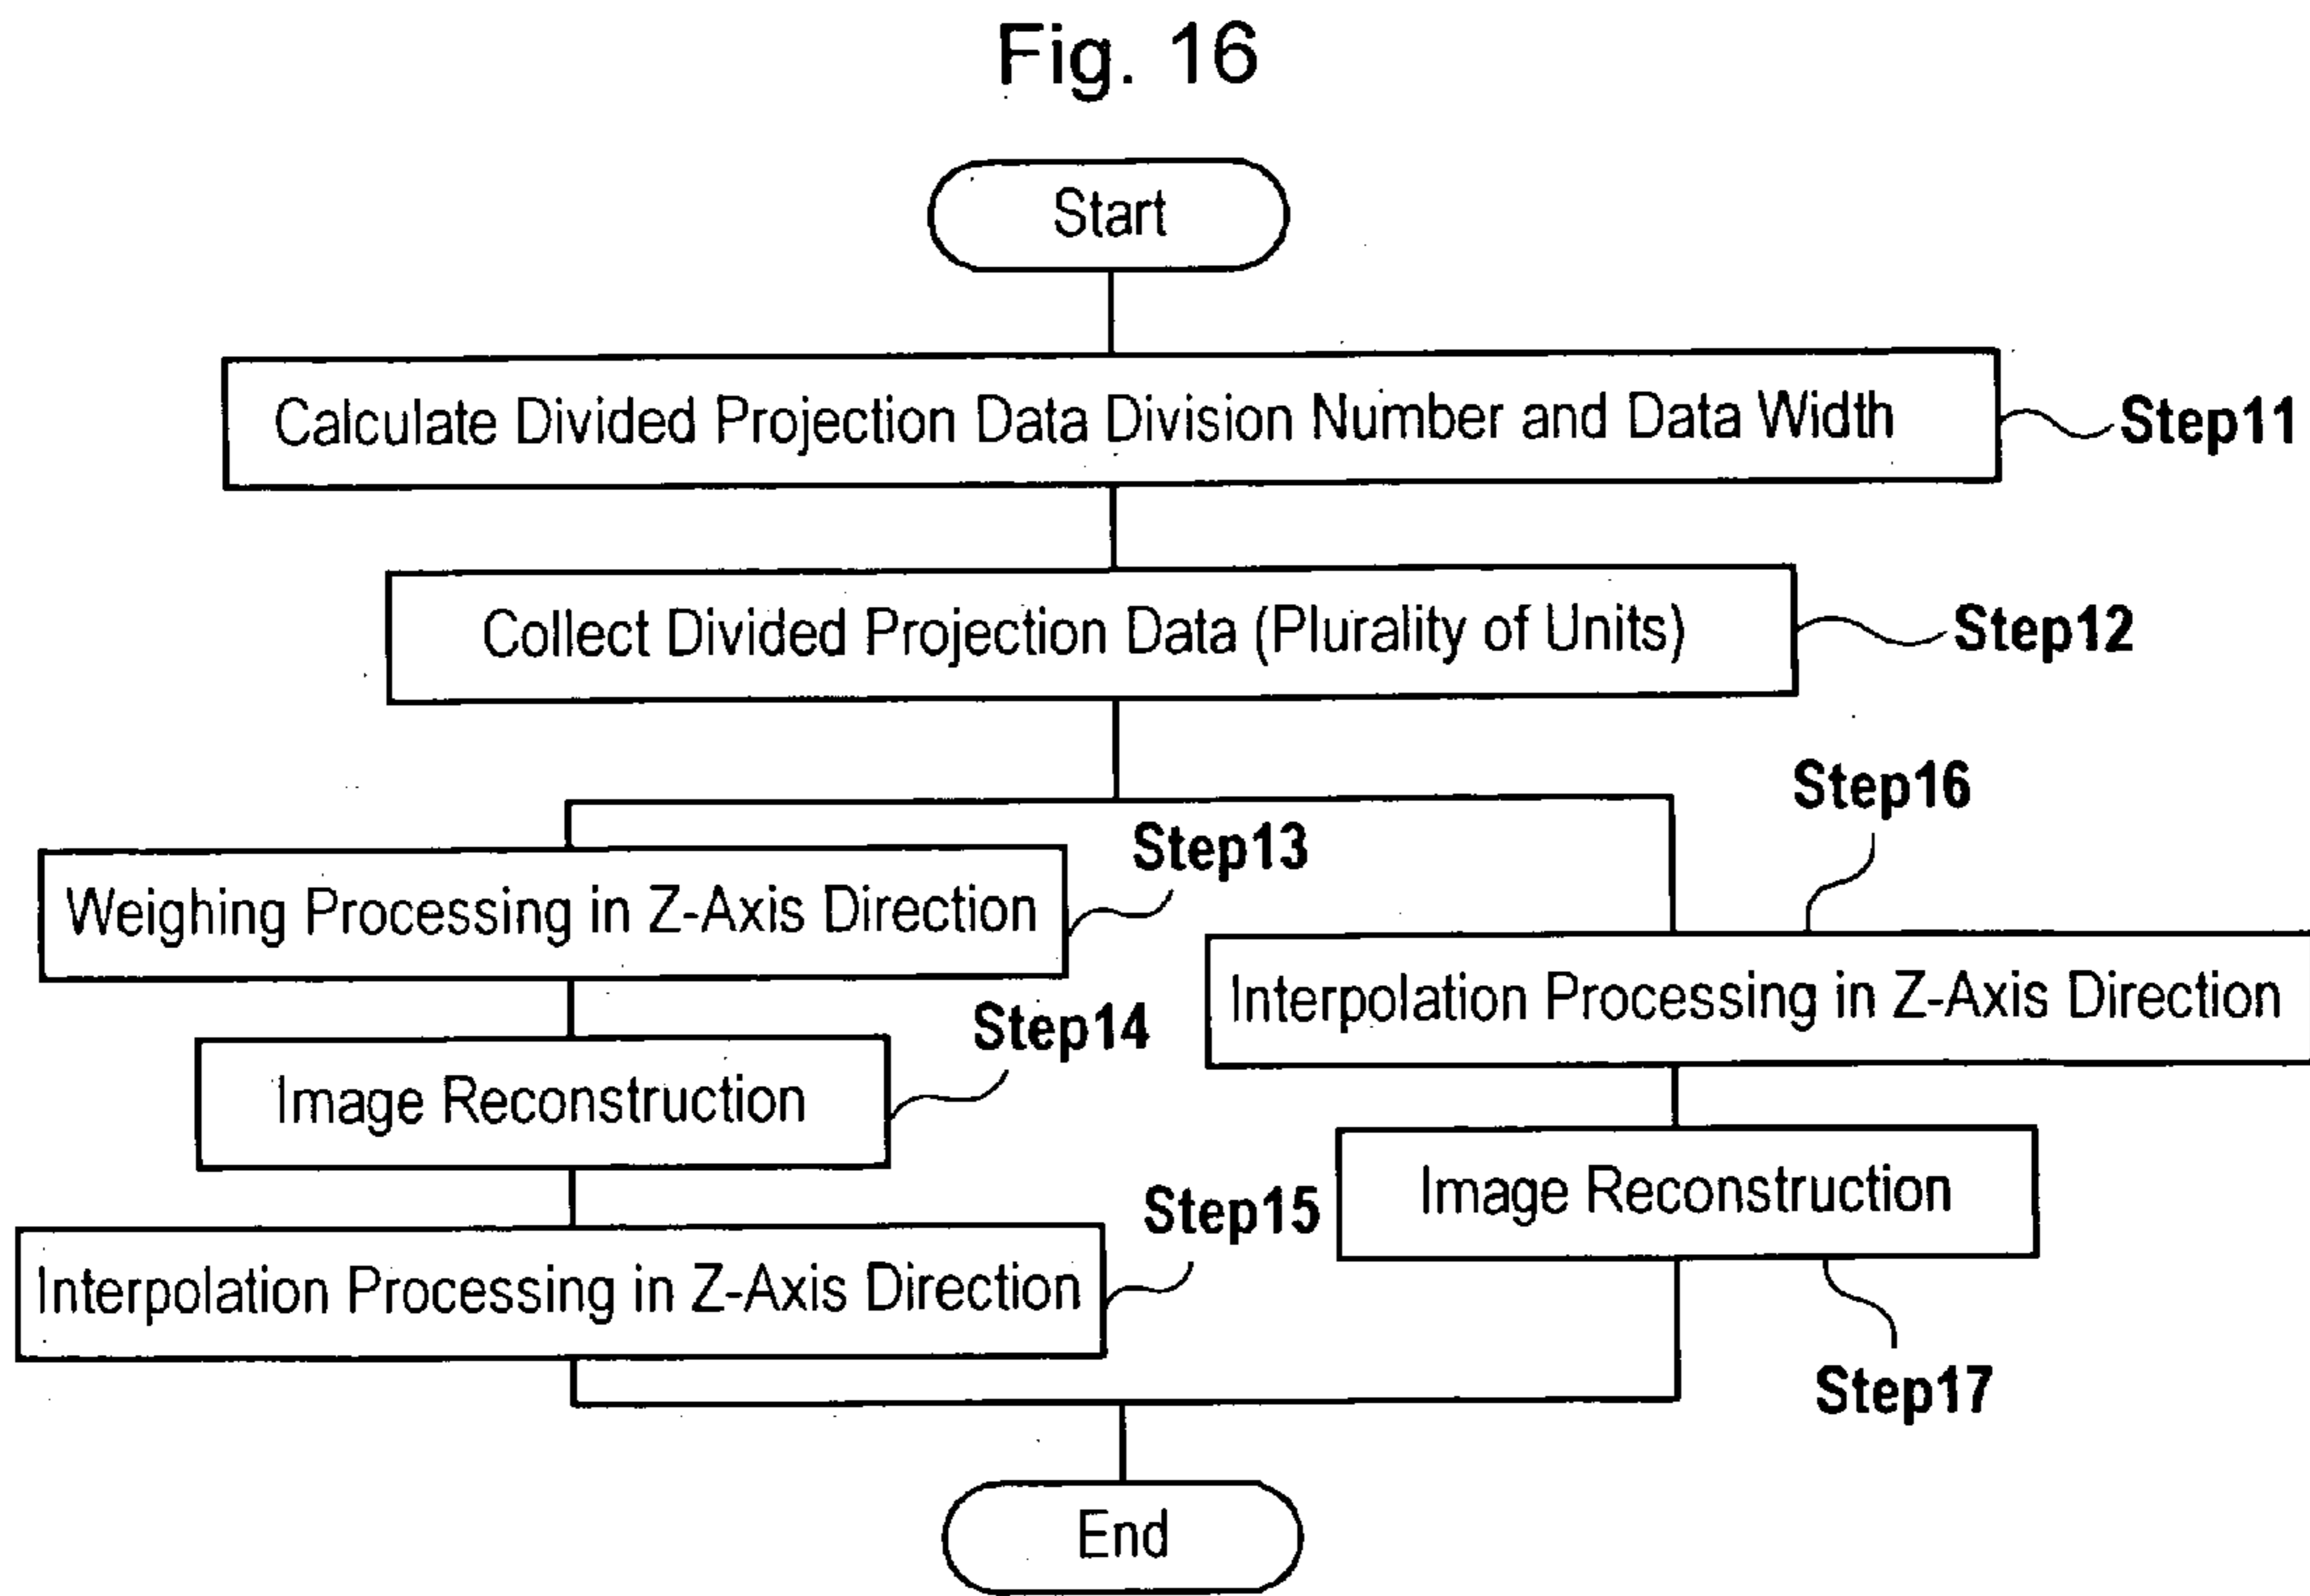 Fig. 16
Start
Calculate Divided Projection Data Division Number and Data Width
Step11
Collect Divided Projection Data (Plurality of Units)
Step12
Step13
Weighing Processing in Z-Axis Direction
Step14
Image Reconstruction
Step15
Interpolation Processing in Z-Axis Direction
Step16
Interpolation Processing in Z-Axis Direction
Image Reconstruction
Step17
End